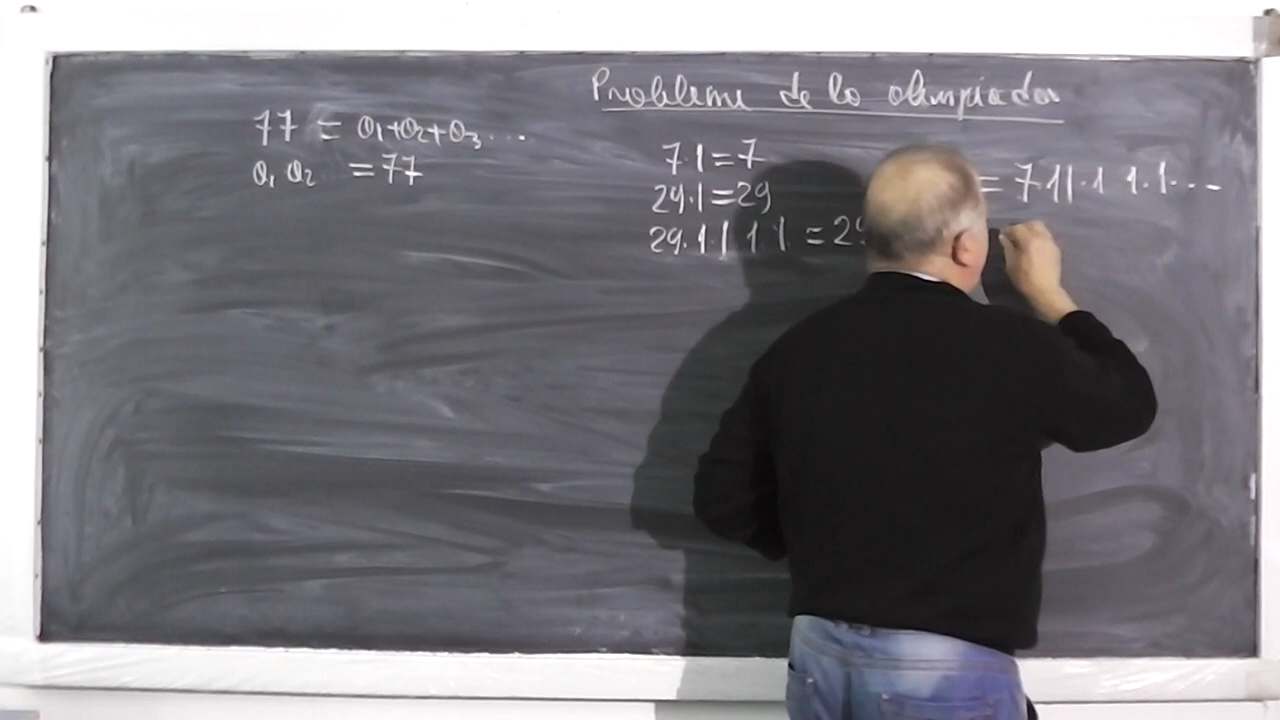 Probleme de la olimpiada
77 = a₁+a₂+a₃...
a₁ a₂ = 77
7·1=7
29·1=29
29·1·1 1 1 = 29
= 7·11·1 1·1···